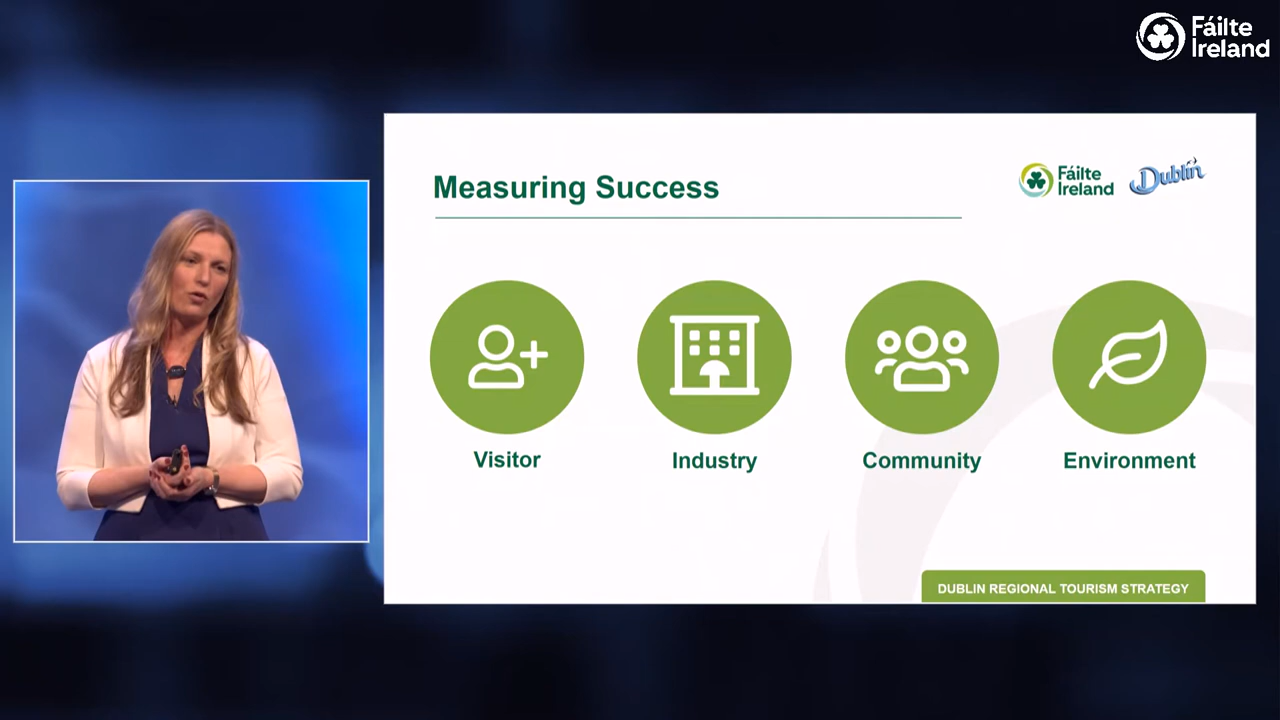 Fáilte
Ireland
Measuring Success
Fáilte
Ireland
Dublin
Visitor
Industry
Community
Environment
DUBLIN REGIONAL TOURISM STRATEGY